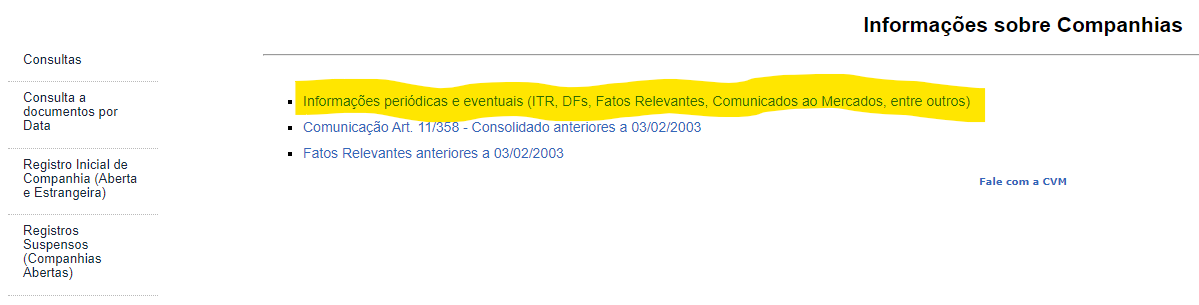 Informações sobre Companhias
Consultas
Consulta a
documentos por
Data
Registro Inicial de
Companhia (Aberta
e Estrangeira)
Registros
Suspensos
(Companhias
Abertas)
Informações periódicas e eventuais (ITR, DFs, Fatos Relevantes, Comunicados ao Mercados, entre outros)
Comunicação Art. 11/358 - Consolidado anteriores a 03/02/2003
Fatos Relevantes anteriores a 03/02/2003
Fale com a CVM